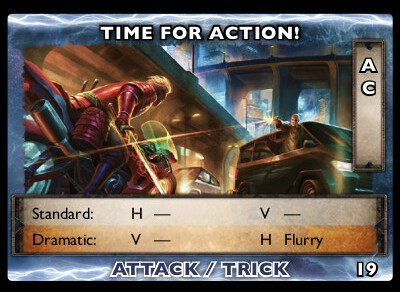 TIME FOR ACTION!
A
C
Standard: H — V —
Dramatic: V — H Flurry
ATTACK / TRICK 19